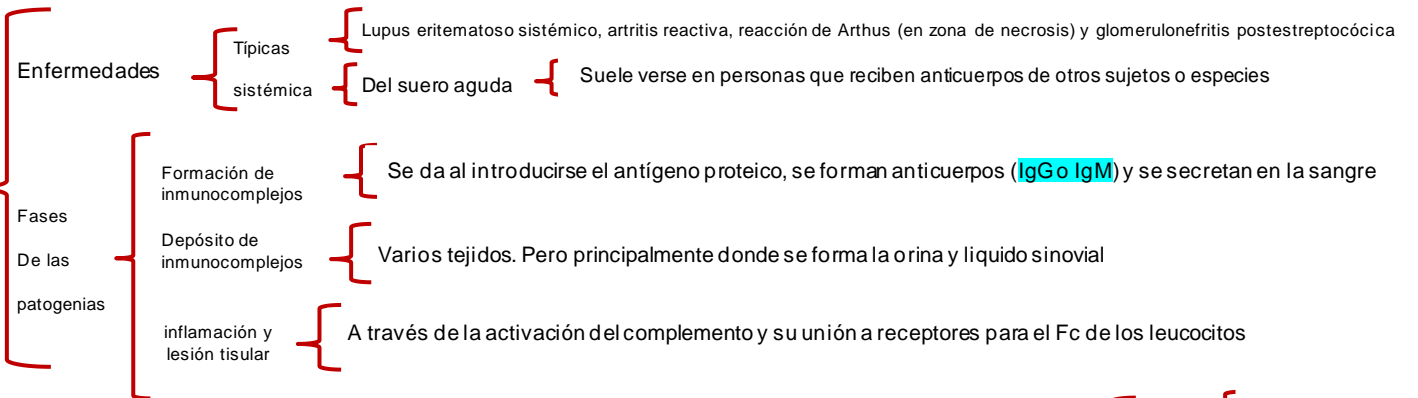 Enfermedades
Típicas
Lupus eritematoso sistémico, artritis reactiva, reacción de Arthus (en zona de necrosis) y glomerulonefritis postestreptocócica
sistémica
Del suero aguda
Suele verse en personas que reciben anticuerpos de otros sujetos o especies
Fases
De las
patogenias
Formación de
inmunocomplejos
Se da al introducirse el antígeno proteico, se forman anticuerpos (IgG o IgM) y se secretan en la sangre
Depósito de
inmunocomplejos
Varios tejidos. Pero principalmente donde se forma la orina y liquido sinovial
inflamación y
lesión tisular
A través de la activación del complemento y su unión a receptores para el Fc de los leucocitos